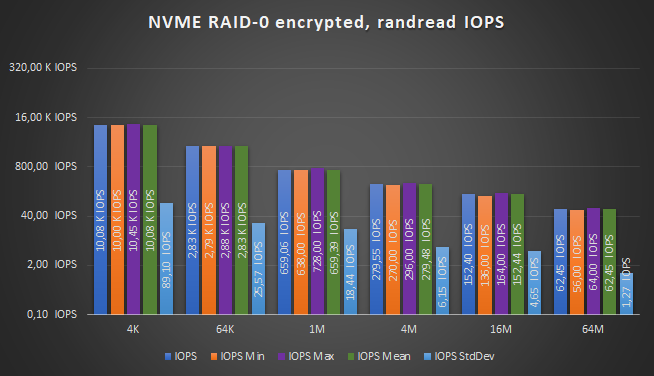 NVME RAID-0 encrypted, randread IOPS
320,00 K IOPS
16,00 K IOPS
800,00 IOPS
40,00 IOPS
2,00 IOPS
0,10 IOPS
10,08 K IOPS
10,00 K IOPS
10,45 K IOPS
10,08 K IOPS
89,10 IOPS
2,83 K IOPS
2,79 K IOPS
2,88 K IOPS
2,83 K IOPS
25,57 IOPS
659,06 IOPS
638,00 IOPS
728,00 IOPS
659,39 IOPS
18,44 IOPS
279,55 IOPS
270,00 IOPS
296,00 IOPS
279,48 IOPS
6,15 IOPS
152,40 IOPS
136,00 IOPS
164,00 IOPS
152,44 IOPS
4,65 IOPS
62,45 IOPS
56,00 IOPS
64,00 IOPS
62,45 IOPS
1,27 IOPS
4K 64K 1M 4M 16M 64M
IOPS IOPS Min IOPS Max IOPS Mean IOPS StdDev